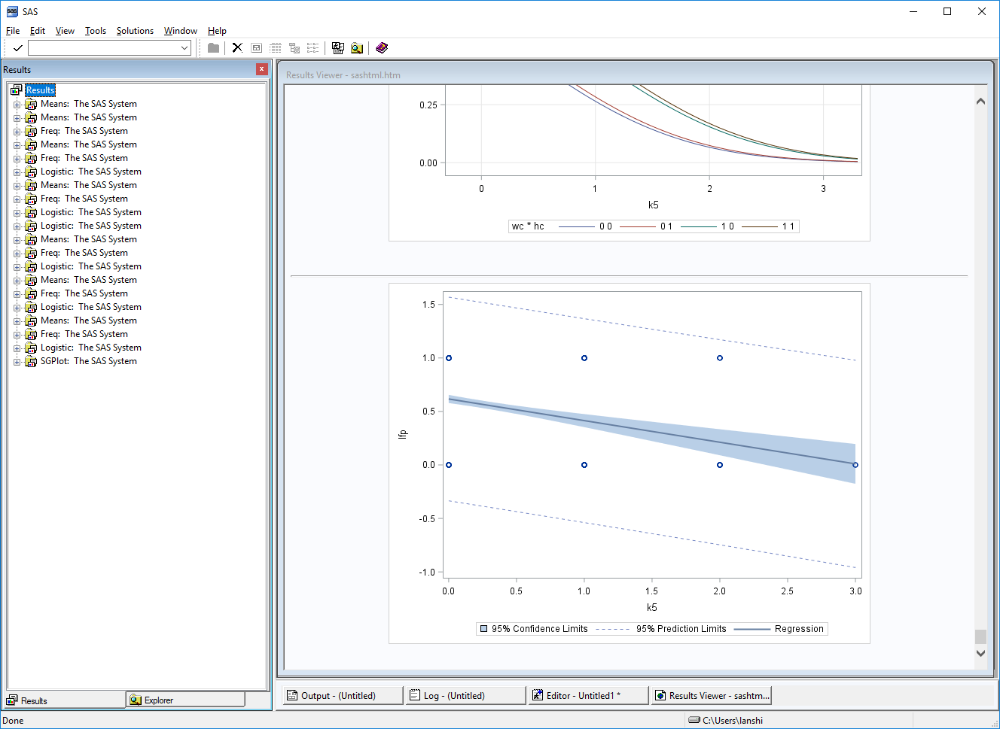 SAS
File Edit View Tools Solutions Window Help
Results
Results
Means: The SAS System
Means: The SAS System
Freq: The SAS System
Means: The SAS System
Freq: The SAS System
Logistic: The SAS System
Means: The SAS System
Freq: The SAS System
Logistic: The SAS System
Logistic: The SAS System
Means: The SAS System
Freq: The SAS System
Logistic: The SAS System
Means: The SAS System
Freq: The SAS System
Logistic: The SAS System
Means: The SAS System
Freq: The SAS System
Logistic: The SAS System
SGPlot: The SAS System
Results Explorer
Results Viewer - sashtml.htm
0.25
0.00
0 1 2 3
k5
wc * hc 0 0 0 1 1 0 1 1
1.5
1.0
0.5
0.0
-0.5
-1.0
lfp
0.0 0.5 1.0 1.5 2.0 2.5 3.0
k5
95% Confidence Limits 95% Prediction Limits Regression
Output - (Untitled) Log - (Untitled) Editor - Untitled1 * Results Viewer - sashtm...
Done C:\Users\lanshi